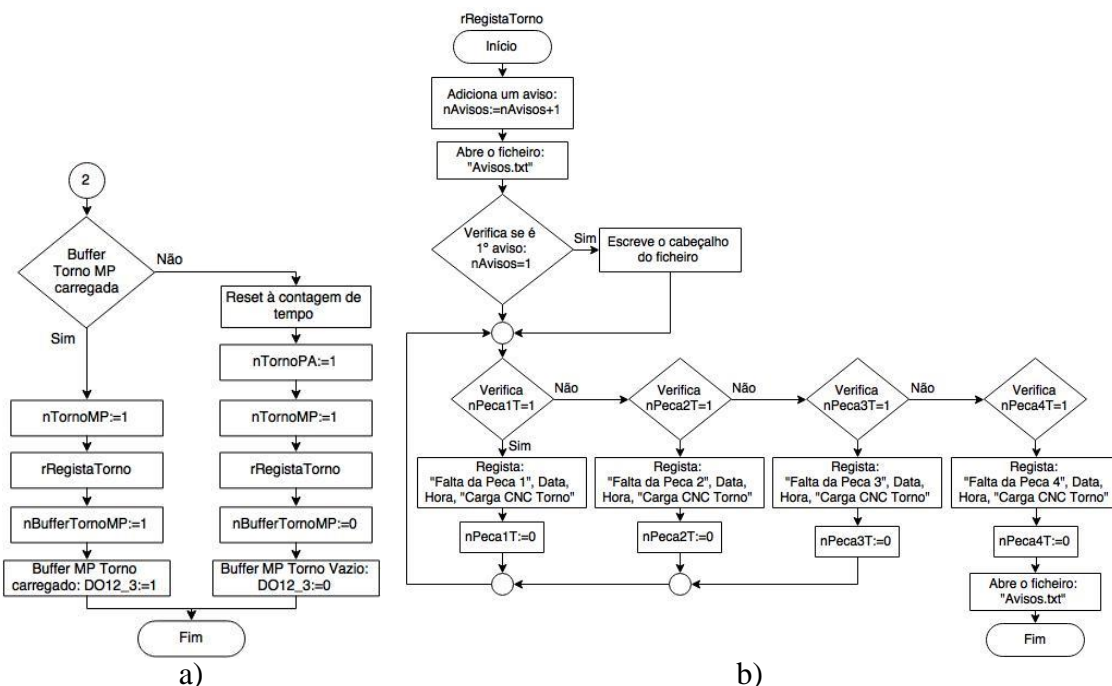 2
Buffer
Torno MP
carregada
Não
Sim
Reset à contagem de
tempo
nTornoPA:=1
nTornoMP:=1
nTornoMP:=1
rRegistaTorno
rRegistaTorno
nBufferTornoMP:=1
nBufferTornoMP:=0
Buffer MP Torno
carregado: DO12_3:=1
Buffer MP Torno Vazio:
DO12_3:=0
Fim
a)
rRegistaTorno
Início
Adiciona um aviso:
nAvisos:=nAvisos+1
Abre o ficheiro:
"Avisos.txt"
Verifica se é
1º aviso:
nAvisos=1
Sim
Escreve o cabeçalho
do ficheiro
Verifica
nPeca1T=1
Não
Verifica
nPeca2T=1
Não
Verifica
nPeca3T=1
Não
Verifica
nPeca4T=1
Sim
Regista:
"Falta da Peca 1", Data,
Hora, "Carga CNC Torno"
Regista:
"Falta da Peca 2", Data,
Hora, "Carga CNC Torno"
Regista:
"Falta da Peca 3", Data,
Hora, "Carga CNC Torno"
Regista:
"Falta da Peca 4", Data,
Hora, "Carga CNC Torno"
nPeca1T:=0
nPeca2T:=0
nPeca3T:=0
nPeca4T:=0
Abre o ficheiro:
"Avisos.txt"
Fim
b)